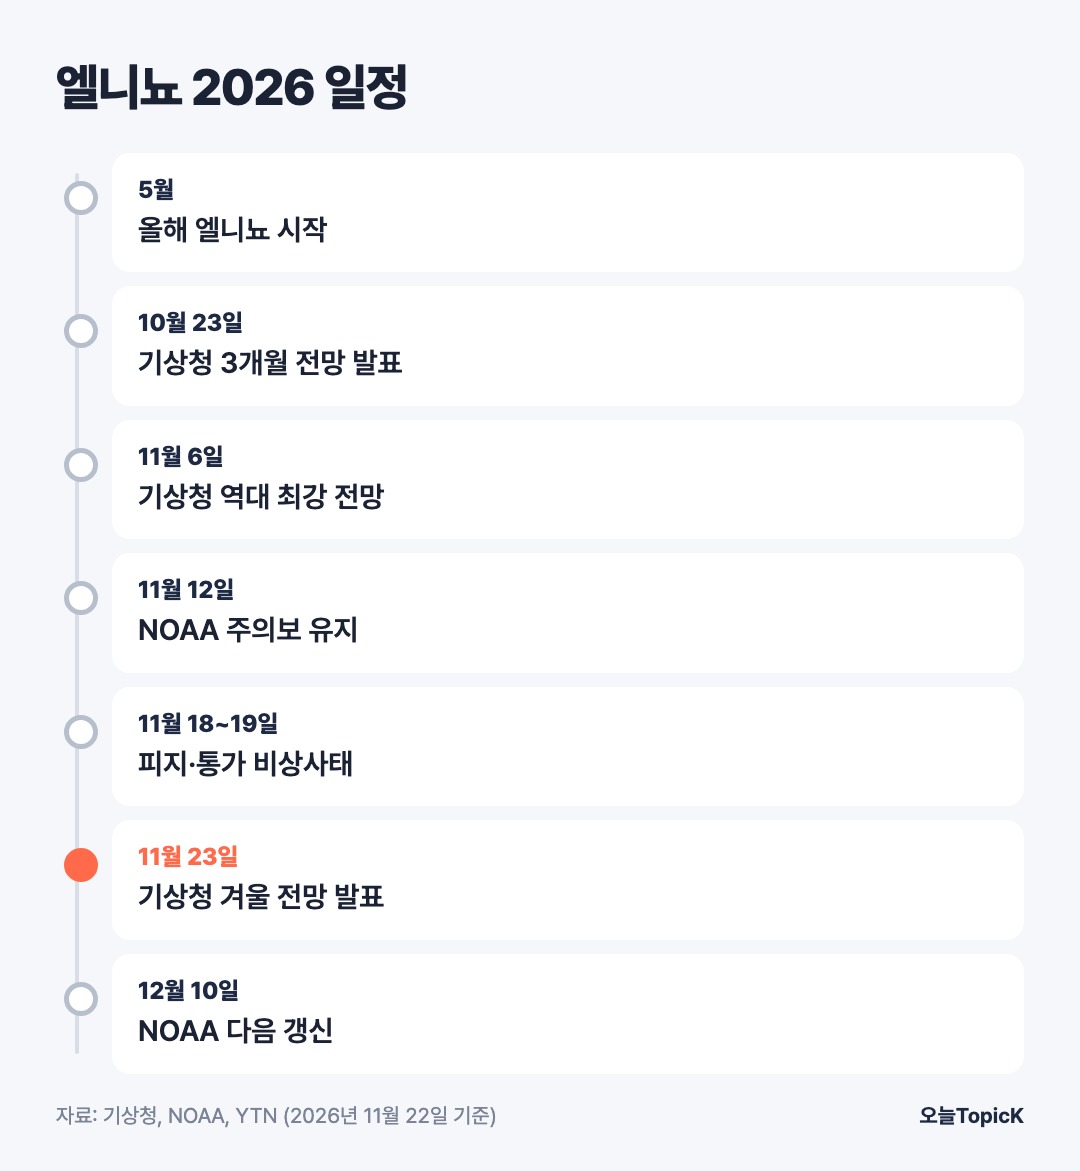 엘니뇨 2026 일정
5월
올해 엘니뇨 시작
10월 23일
기상청 3개월 전망 발표
11월 6일
기상청 역대 최강 전망
11월 12일
NOAA 주의보 유지
11월 18~19일
피지·통가 비상사태
11월 23일
기상청 겨울 전망 발표
12월 10일
NOAA 다음 갱신
자료: 기상청, NOAA, YTN (2026년 11월 22일 기준)
오늘TopicK